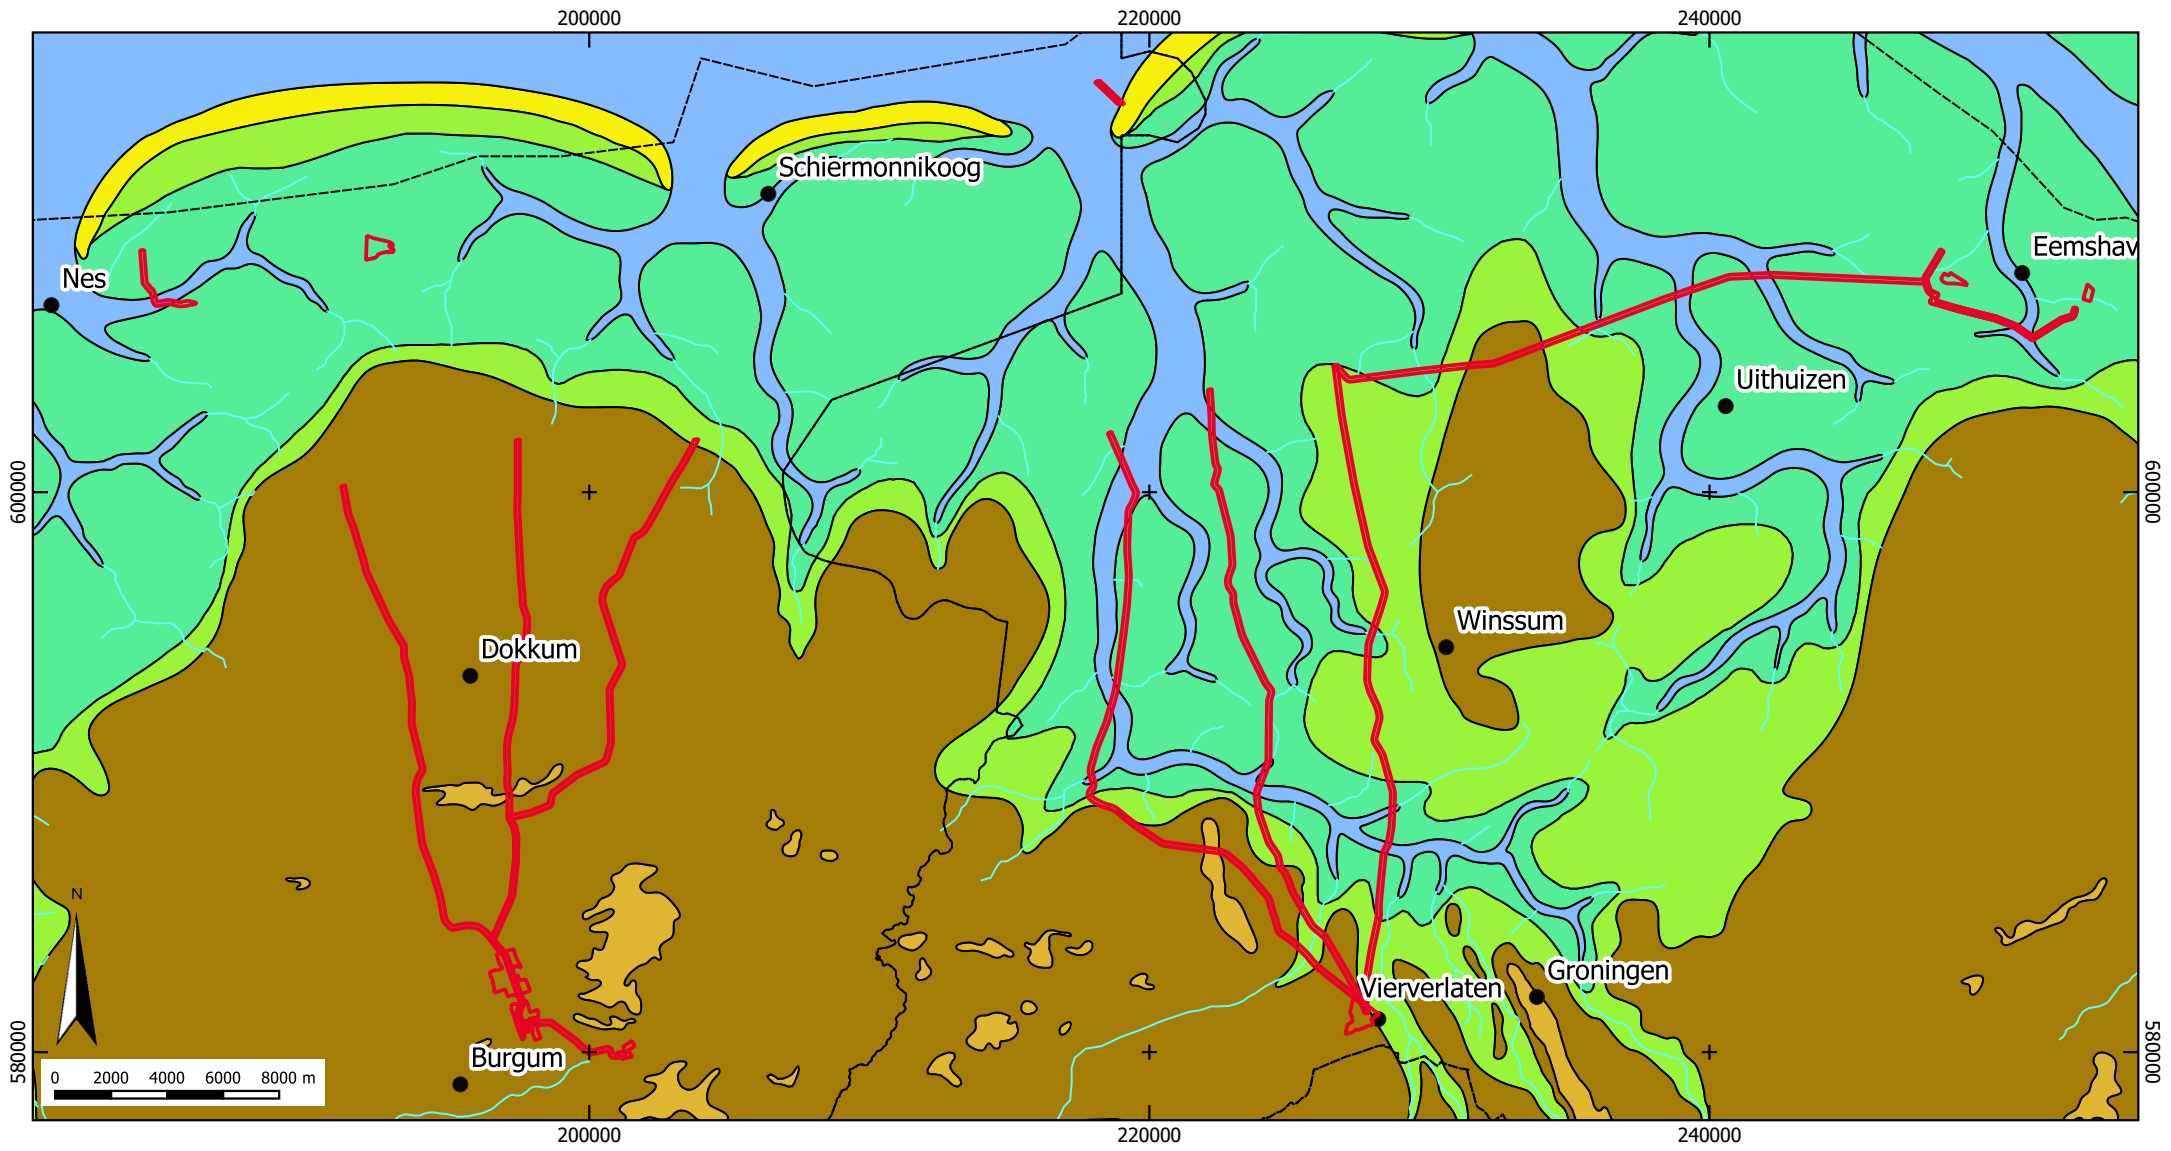 200000 220000 240000
Schiermonnikoog
Eemshav
Nes
Uithuizen
600000 600000
Winssum
Dokkum
N
Groningen
Vierverlaten
580000 580000
Burgum
0 2000 4000 6000 8000 m
200000 220000 240000